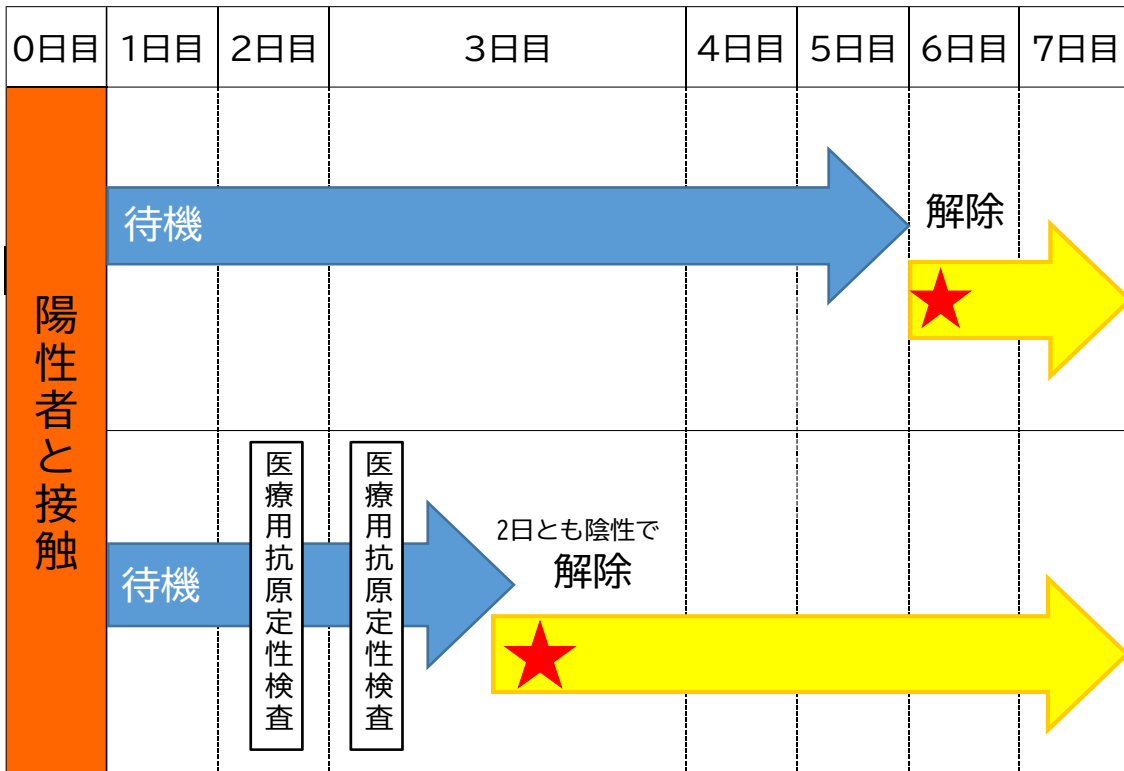 0日目
1日目
2日目
3日目
4日目
5日目
6日目
7日目
陽性者と接触
待機
解除
待機
医療用抗原定性検査
医療用抗原定性検査
2日とも陰性で
解除